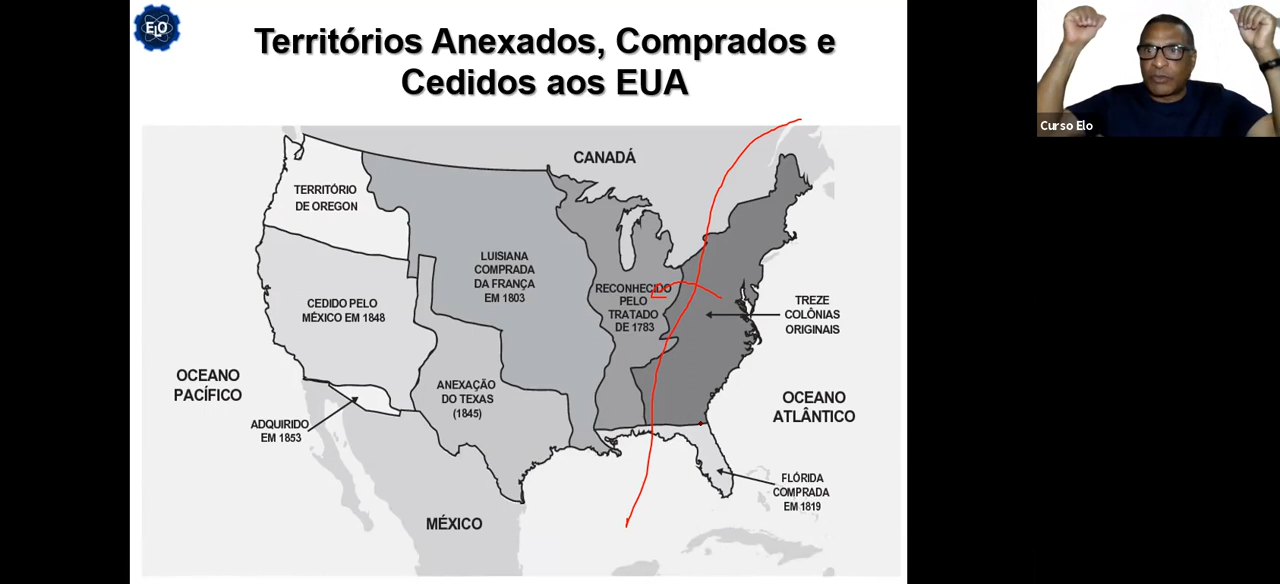 ELO
Territórios Anexados, Comprados e
Cedidos aos EUA
Curso Elo
CANADÁ
TERRITÓRIO
DE OREGON
LUISIANA
COMPRADA
DA FRANÇA
EM 1803
RECONHECIDO
PELO
TRATADO
DE 1783
CEDIDO PELO
MÉXICO EM 1848
TREZE
COLÔNIAS
ORIGINAIS
OCEANO
PACÍFICO
ANEXAÇÃO
DO TEXAS
(1845)
OCEANO
ATLÂNTICO
ADQUIRIDO
EM 1853
FLÓRIDA
COMPRADA
EM 1819
MÉXICO